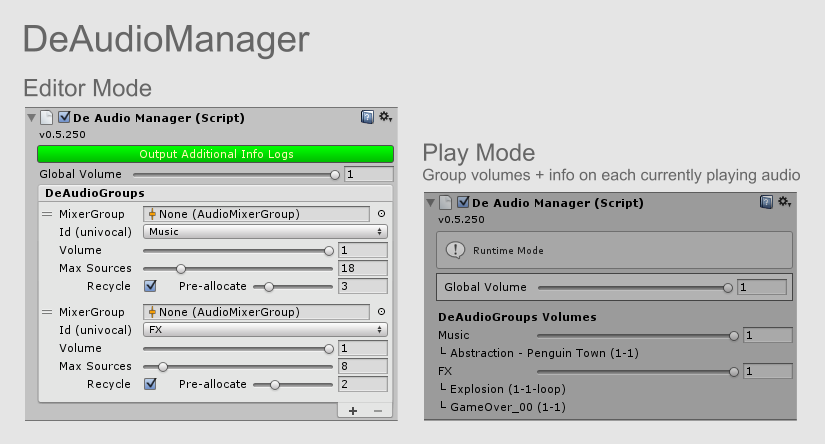 DeAudioManager
Editor Mode
De Audio Manager (Script)
v0.5.250
Output Additional Info Logs
Global Volume 1
DeAudioGroups
MixerGroup None (AudioMixerGroup)
Id (univocal) Music
Volume 1
Max Sources 18
Recycle Pre-allocate 3
MixerGroup None (AudioMixerGroup)
Id (univocal) FX
Volume 1
Max Sources 8
Recycle Pre-allocate 2
Play Mode
Group volumes + info on each currently playing audio
De Audio Manager (Script)
v0.5.250
Runtime Mode
Global Volume 1
DeAudioGroups Volumes
Music 1
└ Abstraction - Penguin Town (1-1)
FX 1
└ Explosion (1-1-loop)
└ GameOver_00 (1-1)